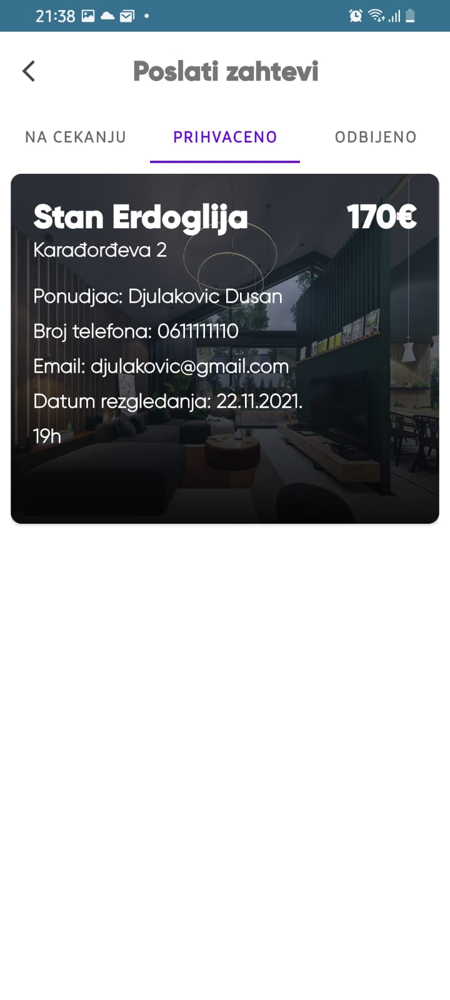 21:38
Poslati zahtevi
NA CEKANJU PRIHVACENO ODBIJENO
Stan Erdoglija 170€
Karađorđeva 2
Ponudjac: Djulakovic Dusan
Broj telefona: 0611111110
Email: djulakovic@gmail.com
Datum rezgledanja: 22.11.2021.
19h